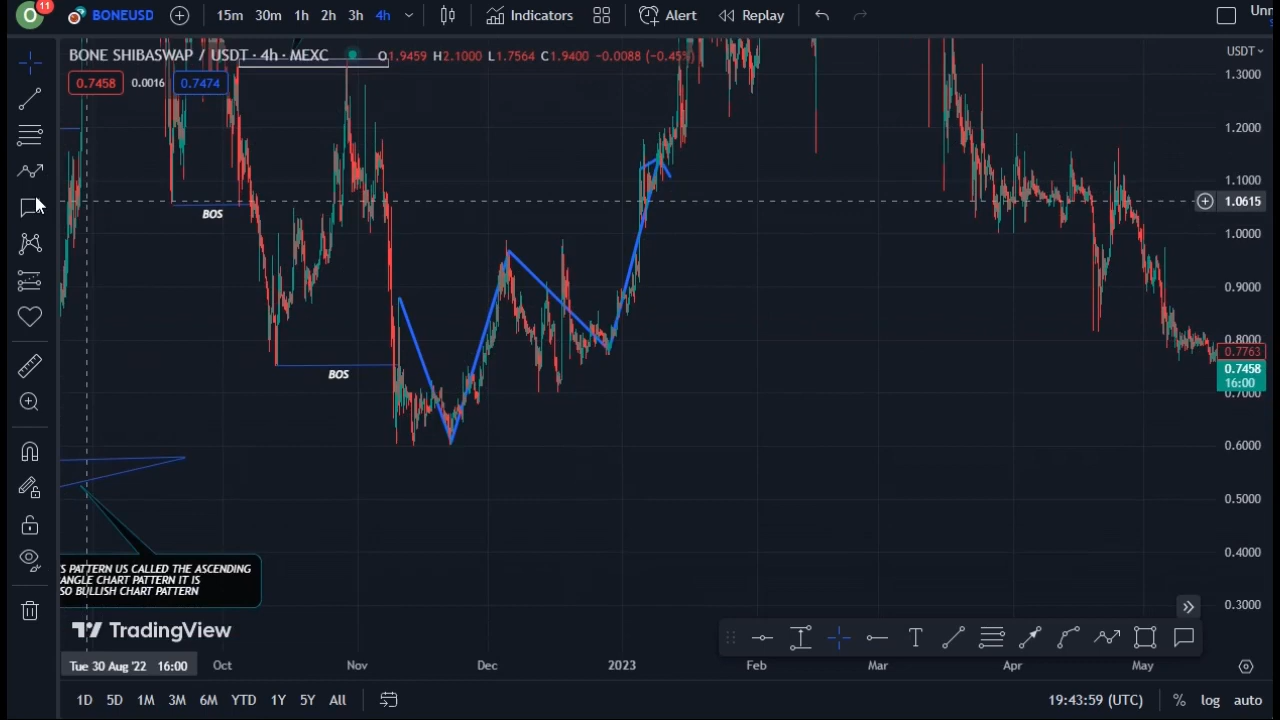 11
BONEUSD
15m 30m 1h 2h 3h 4h
Indicators
Alert
Replay
Unr
BONE SHIBASWAP / USDT · 4h · MEXC
O1.9459 H2.1000 L1.7564 C1.9400 −0.0088 (−0.45%)
USDT
0.7458 0.0016 0.7474
1.3000
1.2000
1.1000
1.0615
1.0000
0.9000
0.8000
0.7763
0.7458
16:00
0.7000
0.6000
0.5000
0.4000
0.3000
BOS
BOS
S PATTERN US CALLED THE ASCENDING
ANGLE CHART PATTERN IT IS
SO BULLISH CHART PATTERN
TradingView
Tue 30 Aug '22 16:00
Oct Nov Dec 2023 Feb Mar Apr May
1D 5D 1M 3M 6M YTD 1Y 5Y All
19:43:59 (UTC) % log auto